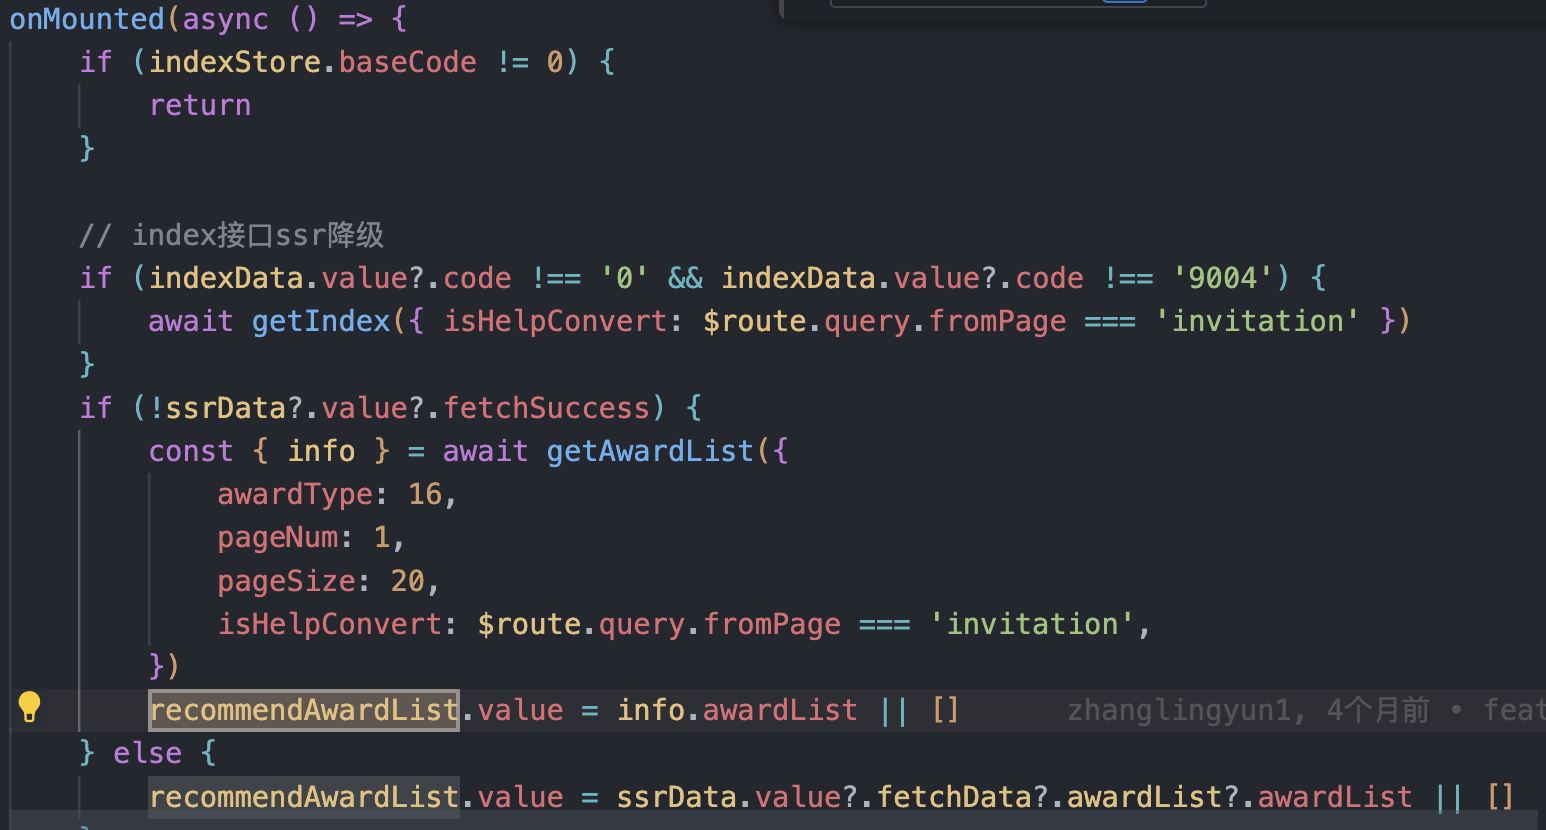 onMounted(async () => {
    if (indexStore.baseCode != 0) {
        return
    }

    // index接口ssr降级
    if (indexData.value?.code !== '0' && indexData.value?.code !== '9004') {
        await getIndex({ isHelpConvert: $route.query.fromPage === 'invitation' })
    }
    if (!ssrData?.value?.fetchSuccess) {
        const { info } = await getAwardList({
            awardType: 16,
            pageNum: 1,
            pageSize: 20,
            isHelpConvert: $route.query.fromPage === 'invitation',
        })
        recommendAwardList.value = info.awardList || []    zhanglingyun1, 4个月前 • feat
    } else {
        recommendAwardList.value = ssrData.value?.fetchData?.awardList?.awardList || []